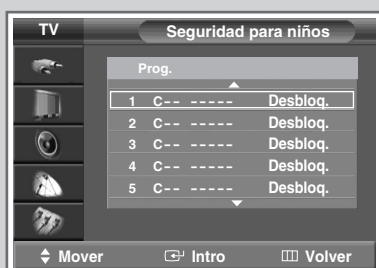 TV Seguridad para niños
Prog.
1 C-- ----- Desbloq.
2 C-- ----- Desbloq.
3 C-- ----- Desbloq.
4 C-- ----- Desbloq.
5 C-- ----- Desbloq.
Mover Intro Volver